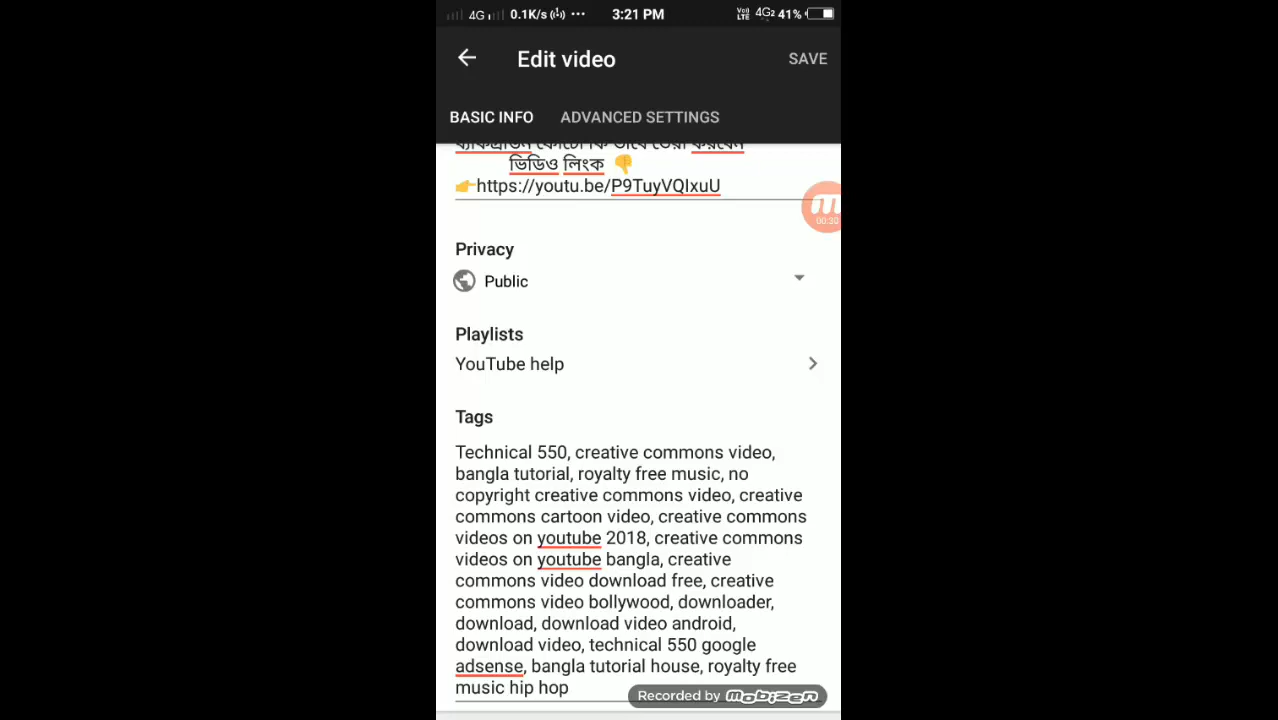 4G 0.1K/s 3:21 PM VoLTE 4G2 41%
Edit video SAVE
BASIC INFO ADVANCED SETTINGS
ভিডিও লিংক 👎
👉https://youtu.be/P9TuyVQIxuU
00:30
Privacy
Public
Playlists
YouTube help
Tags
Technical 550, creative commons video,
bangla tutorial, royalty free music, no
copyright creative commons video, creative
commons cartoon video, creative commons
videos on youtube 2018, creative commons
videos on youtube bangla, creative
commons video download free, creative
commons video bollywood, downloader,
download, download video android,
download video, technical 550 google
adsense, bangla tutorial house, royalty free
music hip hop
Recorded by mobizen